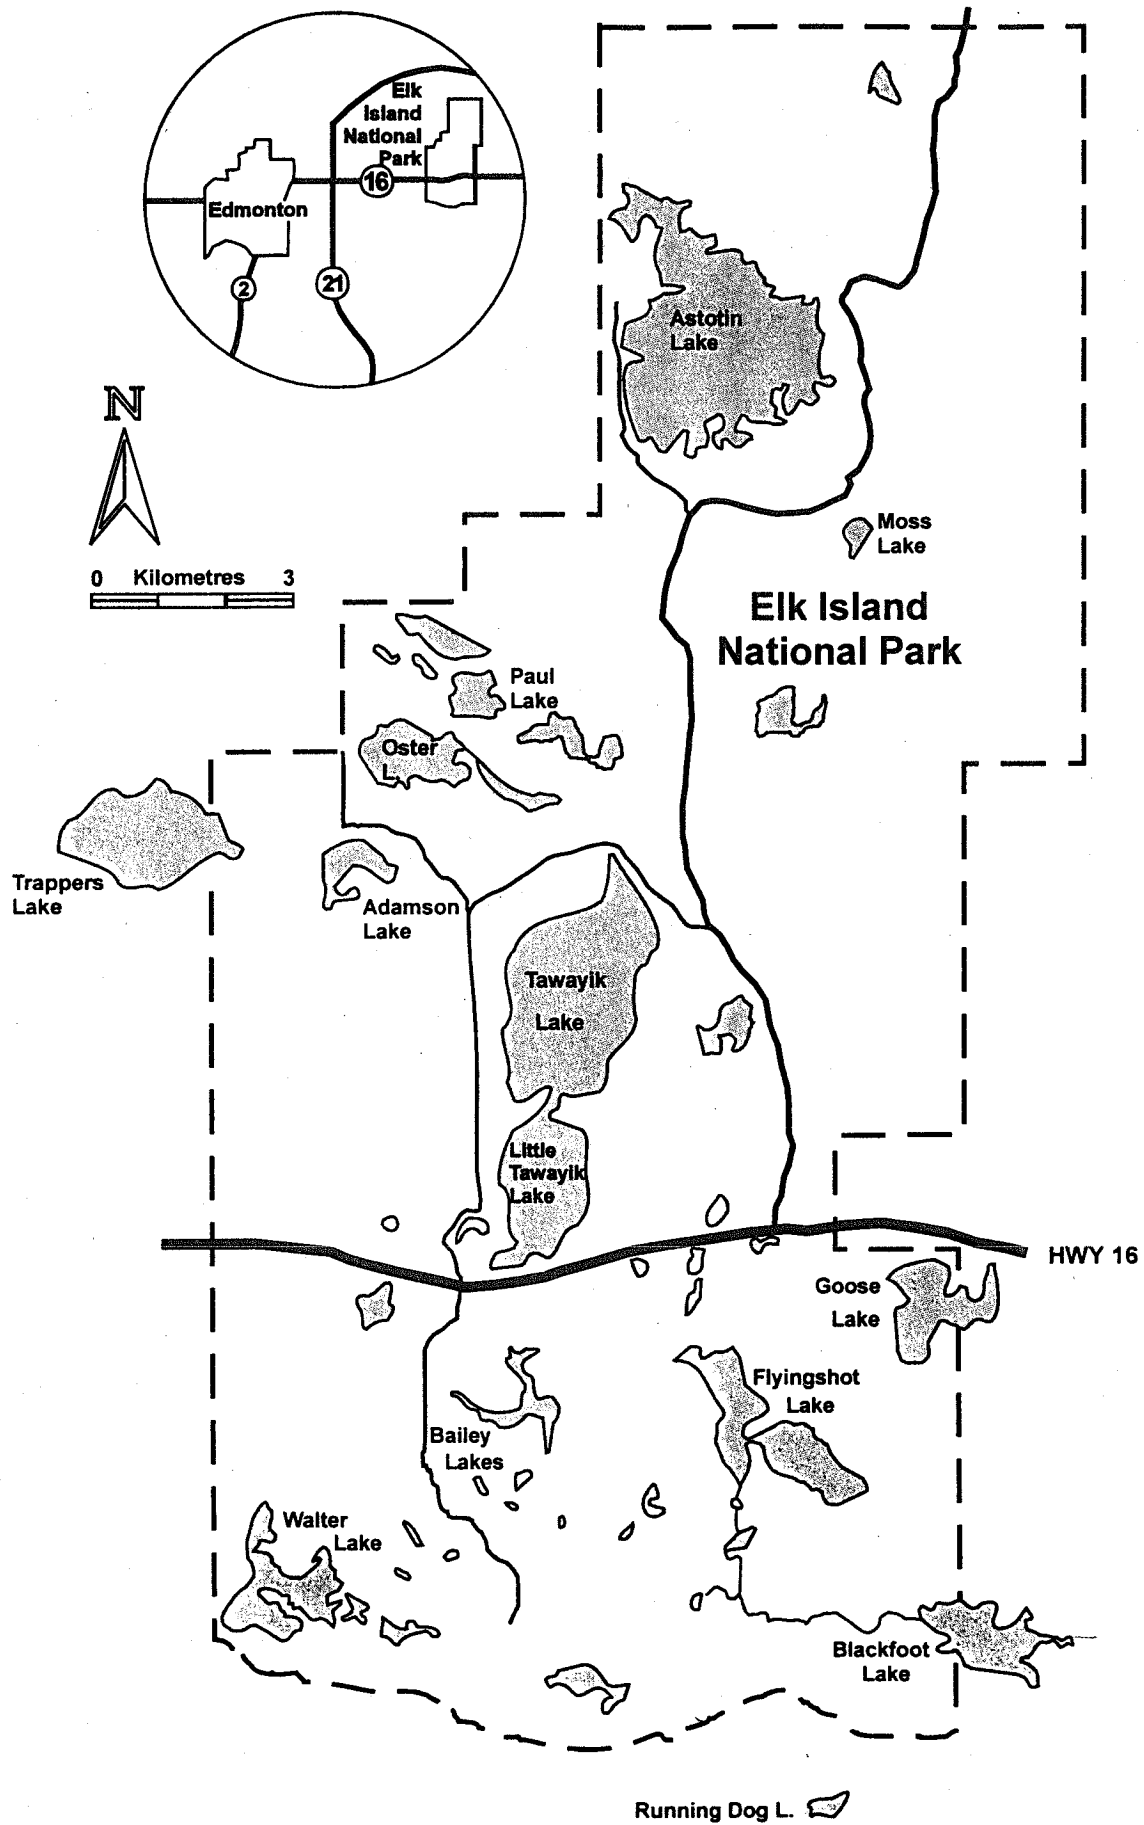 Elk
Island
National
Park
16
Edmonton
2
21
N
0 Kilometres 3
Astotin
Lake
Moss
Lake
Elk Island
National Park
Paul
Lake
Oster
L.
Trappers
Lake
Adamson
Lake
Tawayik
Lake
Little
Tawayik
Lake
HWY 16
Goose
Lake
Flyingshot
Lake
Bailey
Lakes
Walter
Lake
Blackfoot
Lake
Running Dog L.